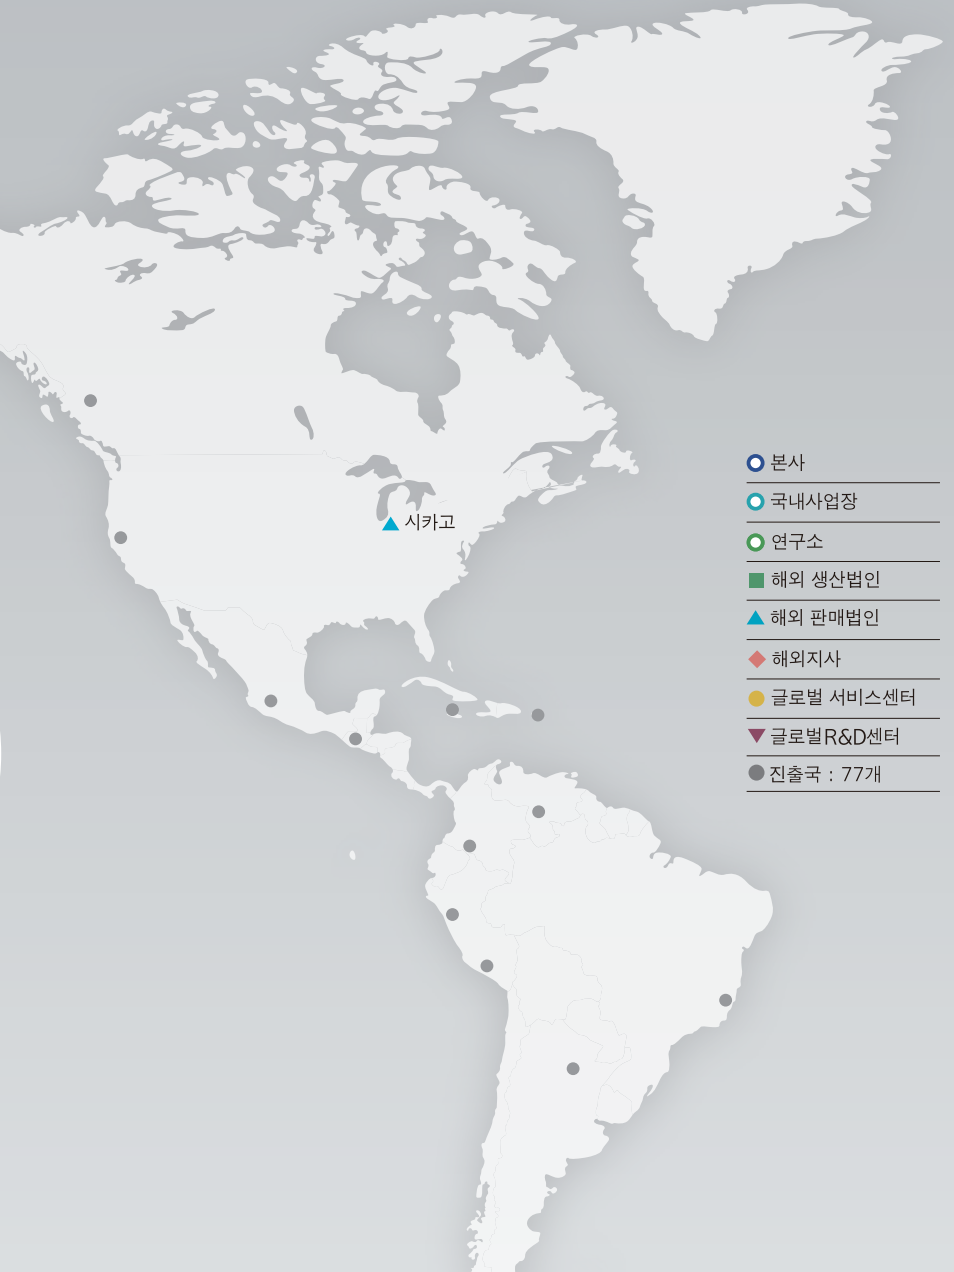 본사
국내사업장
시카고
연구소
해외 생산법인
해외 판매법인
해외지사
글로벌 서비스센터
글로벌R&D센터
진출국 : 77개